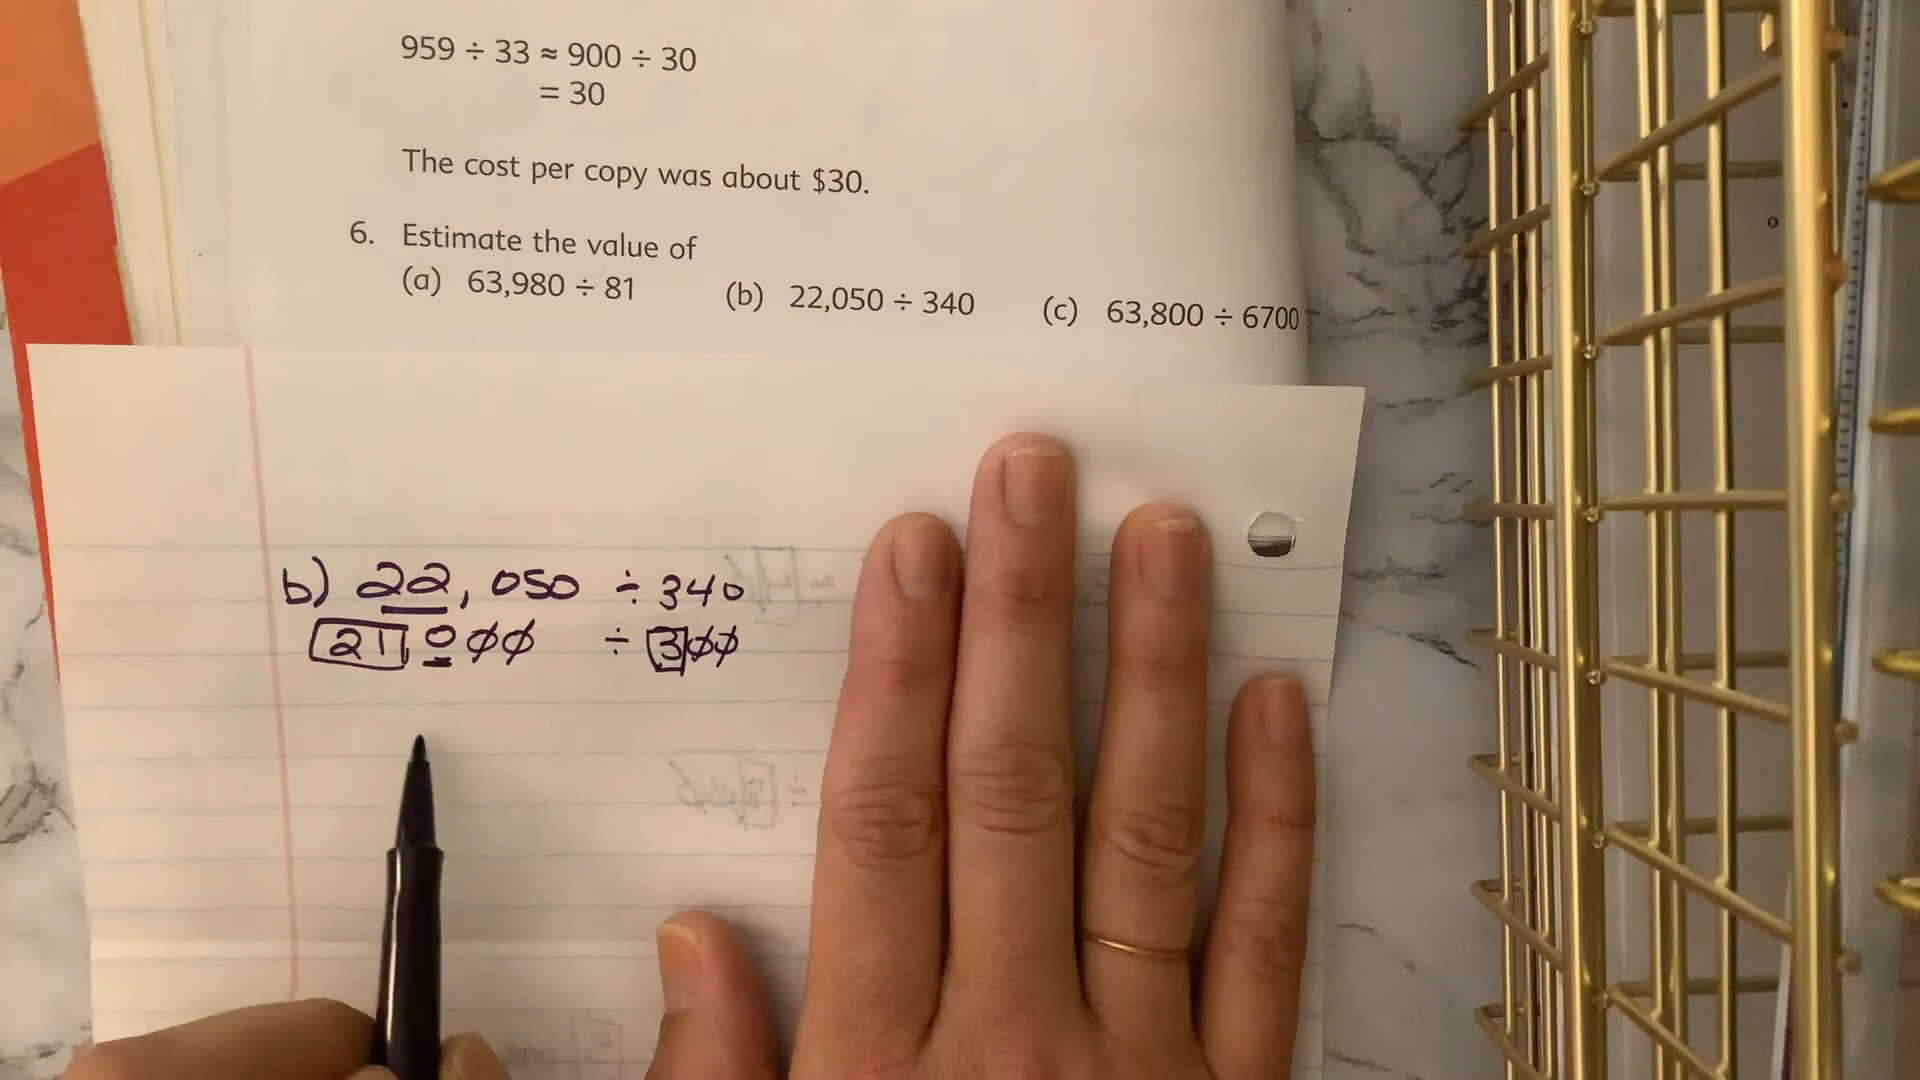 959 ÷ 33 ≈ 900 ÷ 30
= 30
The cost per copy was about $30.
6. Estimate the value of
(a) 63,980 ÷ 81 (b) 22,050 ÷ 340 (c) 63,800 ÷ 6700
b) 22,050 ÷ 340
21,000 ÷ 300